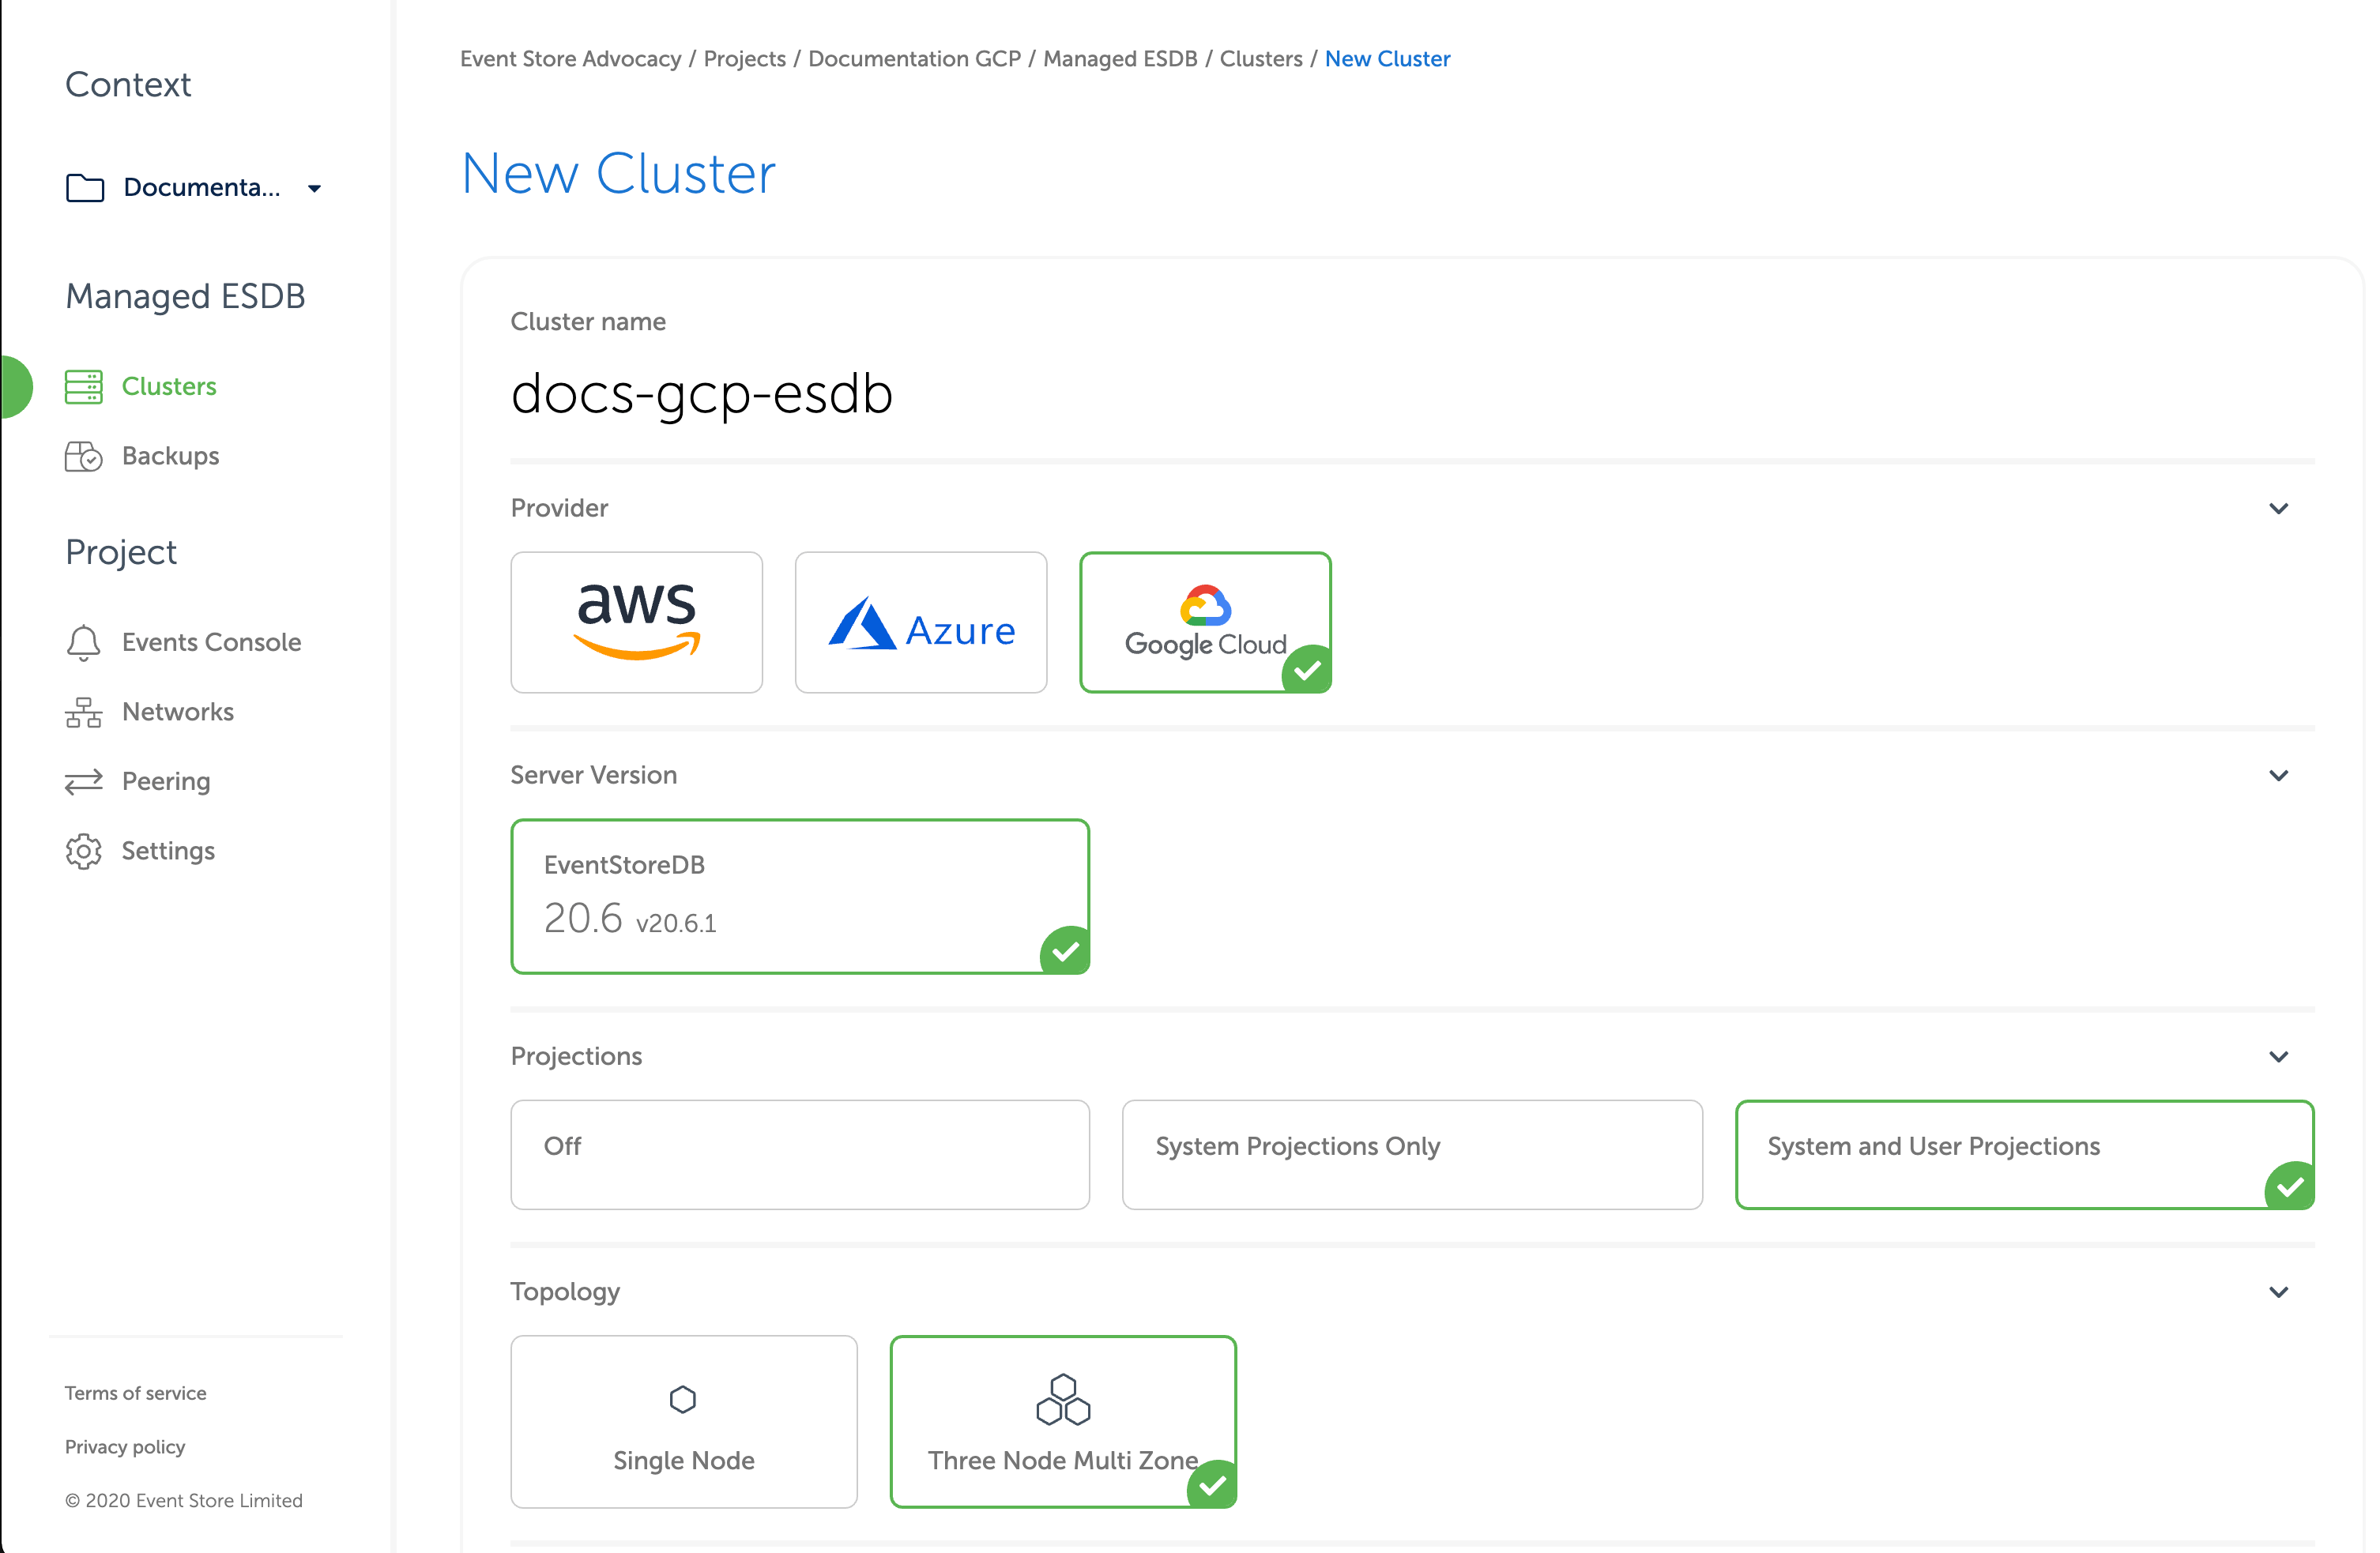 Context
Documenta...
Managed ESDB
Clusters
Backups
Project
Events Console
Networks
Peering
Settings
Terms of service
Privacy policy
© 2020 Event Store Limited
Event Store Advocacy / Projects / Documentation GCP / Managed ESDB / Clusters / New Cluster
New Cluster
Cluster name
docs-gcp-esdb
Provider
aws
Azure
Google Cloud
Server Version
EventStoreDB
20.6 v20.6.1
Projections
Off
System Projections Only
System and User Projections
Topology
Single Node
Three Node Multi Zone